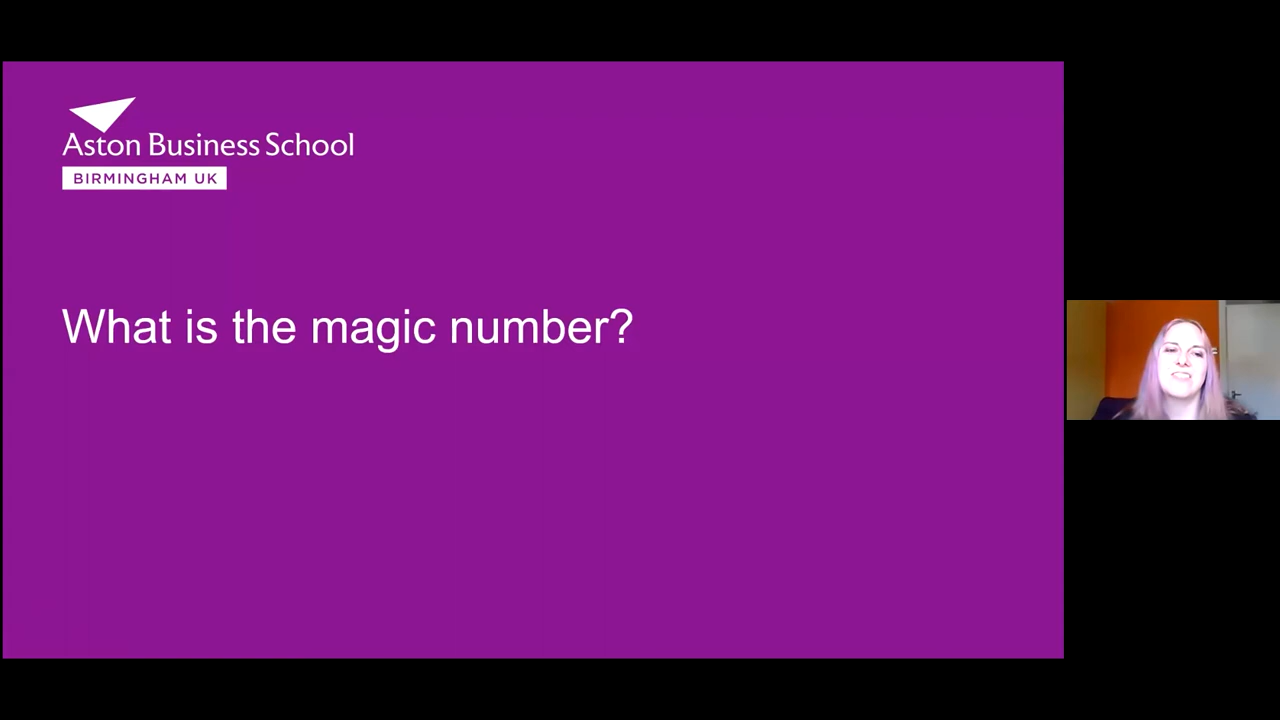 Aston Business School
BIRMINGHAM UK
What is the magic number?